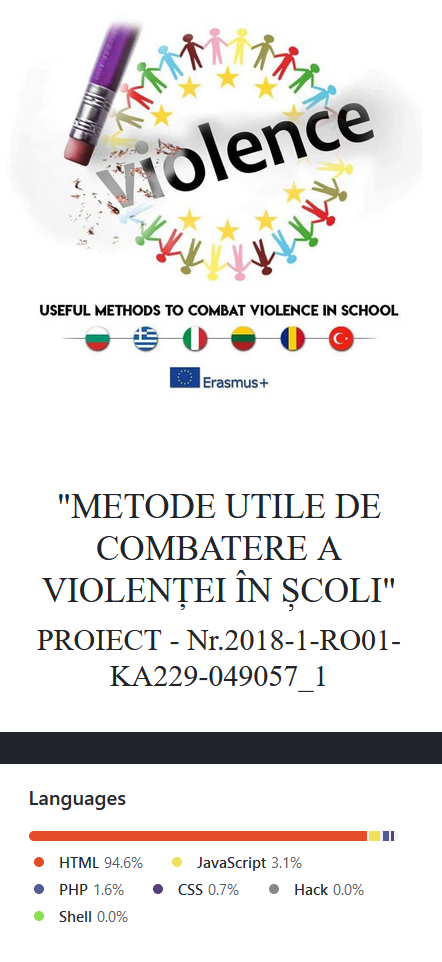 violence
USEFUL METHODS TO COMBAT VIOLENCE IN SCHOOL
Erasmus+
"METODE UTILE DE
COMBATERE A
VIOLENȚEI ÎN ȘCOLI"
PROIECT - Nr.2018-1-RO01-
KA229-049057_1
Languages
HTML 94.6% JavaScript 3.1%
PHP 1.6% CSS 0.7% Hack 0.0%
Shell 0.0%